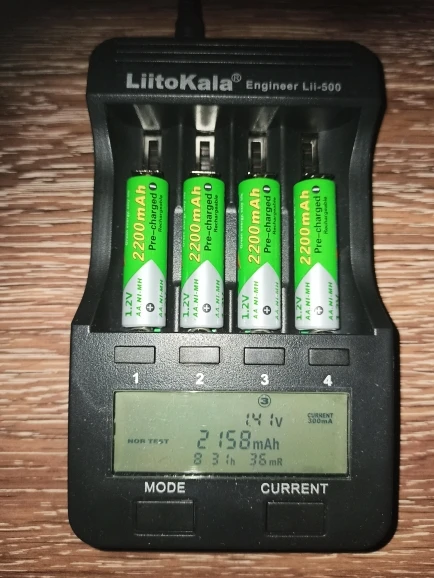 LiitoKala® Engineer Lii-500
2200mAh
Pre-charged
Rechargeable
1.2V
AA NI-MH
2200mAh
Pre-charged
Rechargeable
1.2V
AA NI-MH
2200mAh
Pre-charged
Rechargeable
1.2V
AA NI-MH
2200mAh
Pre-charged
Rechargeable
1.2V
AA NI-MH
1 2 3 4
3
1.41V
CURRENT
300mA
NOR TEST
2158mAh
8 31h 36mR
MODE CURRENT